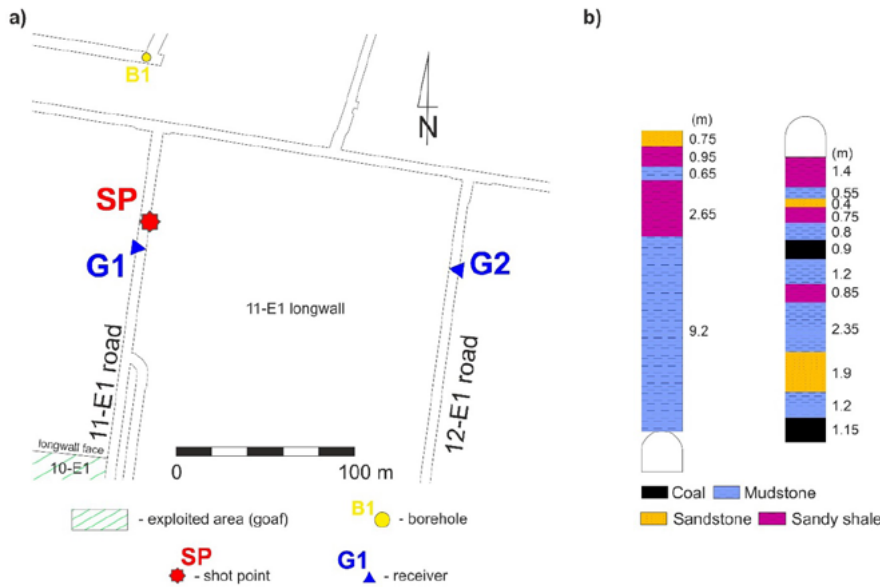 a)
b)
B1
N
SP
G1
G2
11-E1 longwall
11-E1 road
12-E1 road
longwall face
10-E1
0 100 m
- exploited area (goaf)
B1
- borehole
SP
- shot point
G1
- receiver
(m)
0.75
0.95
0.65
2.65
9.2
(m)
1.4
0.55
0.4
0.75
0.8
0.9
1.2
0.85
2.35
1.9
1.2
1.15
Coal Mudstone
Sandstone Sandy shale